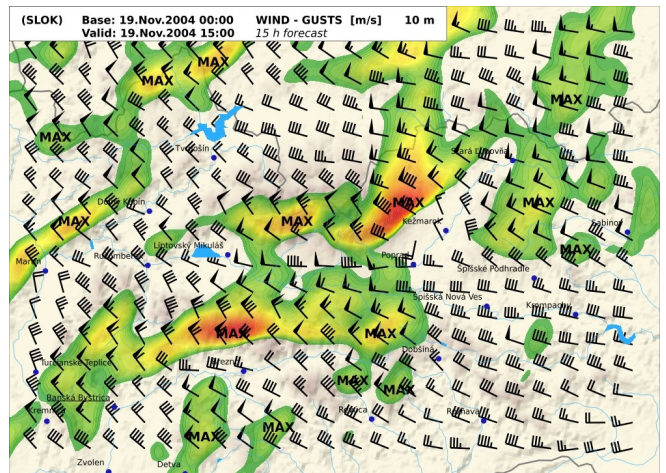 (SLOK) Base: 19.Nov.2004 00:00 WIND - GUSTS [m/s] 10 m
Valid: 19.Nov.2004 15:00 15 h forecast
MAX
MAX
MAX
MAX
Tvrdošín
Stará Ľubovňa
Dolný Kubín
MAX
MAX
MAX
MAX
Kežmarok
Sabinov
Liptovský Mikuláš
MAX
Martin
Ružomberok
Poprad
Spišské Podhradie
Spišská Nová Ves
Krompachy
MAX
MAX
Dobšiná
Turčianske Teplice
Brezno
MAX
MAX
Banská Bystrica
Kremnica
Revúca
Rožňava
MAX
MAX
Zvolen
Detva